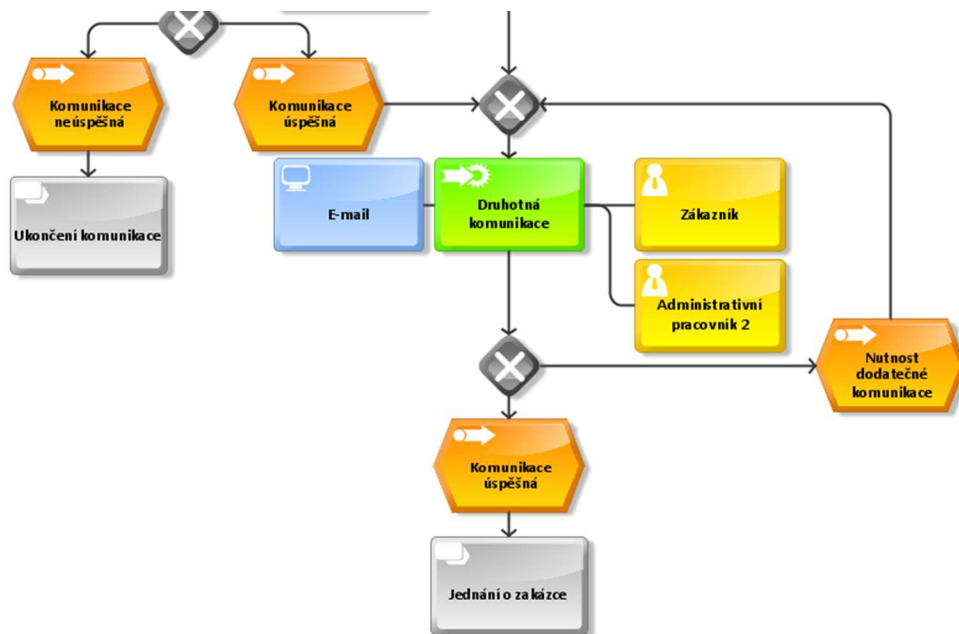 Komunikace
neúspěšná
Komunikace
úspěšná
E-mail
Druhotná
komunikace
Zákazník
Ukončení komunikace
Administrativní
pracovník 2
Nutnost
dodatečné
komunikace
Komunikace
úspěšná
Jednání o zakázce